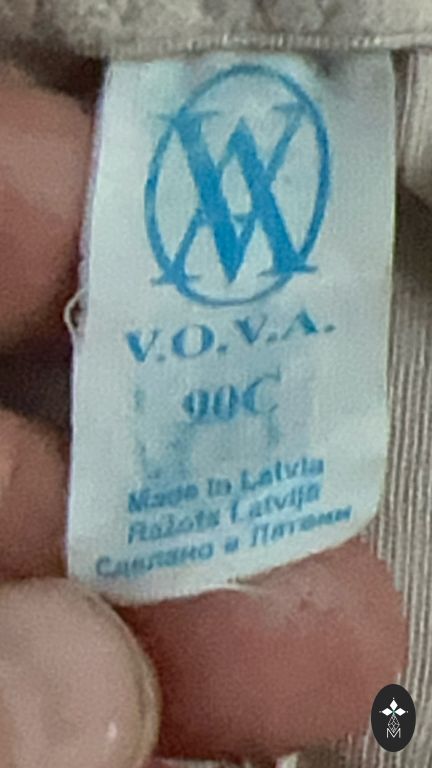 V.O.V.A.
90C
Made in Latvia
Ražots Latvijā
Сделано в Латвии